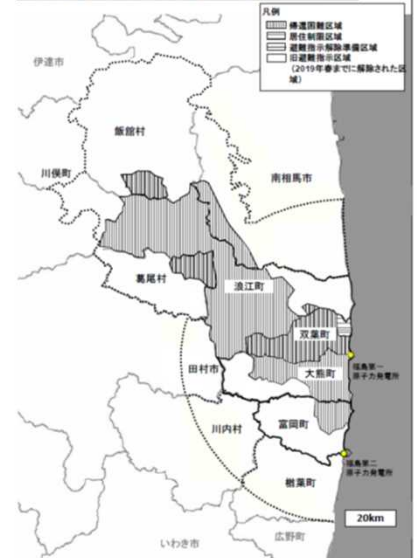 凡例
帰還困難区域
居住制限区域
避難指示解除準備区域
旧避難指示区域
(2019年春までに解除された区
域)
伊達市
飯舘村
川俣町
南相馬市
葛尾村
浪江町
双葉町
田村市
大熊町
福島第一
原子力発電所
川内村
富岡町
福島第二
原子力発電所
楢葉町
20km
いわき市
広野町